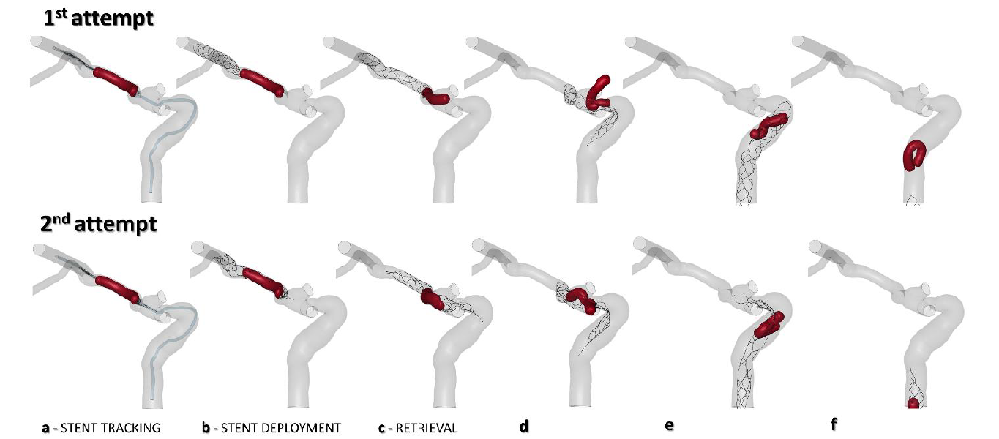 1st attempt
2nd attempt
a - STENT TRACKING
b - STENT DEPLOYMENT
c - RETRIEVAL
d
e
f